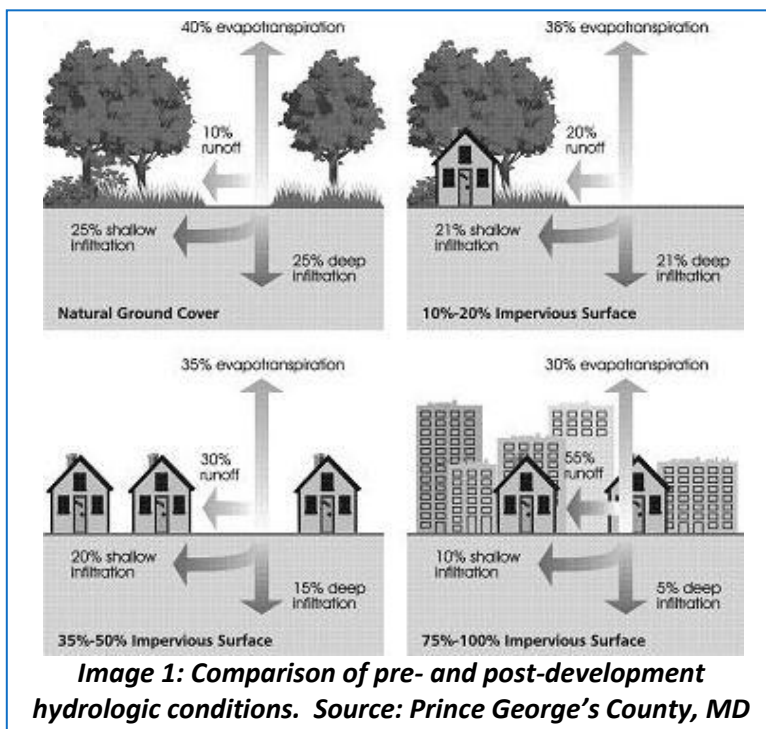 40% evapotranspiration
10%
runoff
25% shallow
infiltration
25% deep
infiltration
Natural Ground Cover
38% evapotranspiration
20%
runoff
21% shallow
infiltration
21% deep
infiltration
10%-20% Impervious Surface
35% evapotranspiration
30%
runoff
20% shallow
infiltration
15% deep
infiltration
35%-50% Impervious Surface
30% evapotranspiration
55%
runoff
10% shallow
infiltration
5% deep
infiltration
75%-100% Impervious Surface
Image 1: Comparison of pre- and post-development
hydrologic conditions. Source: Prince George's County, MD